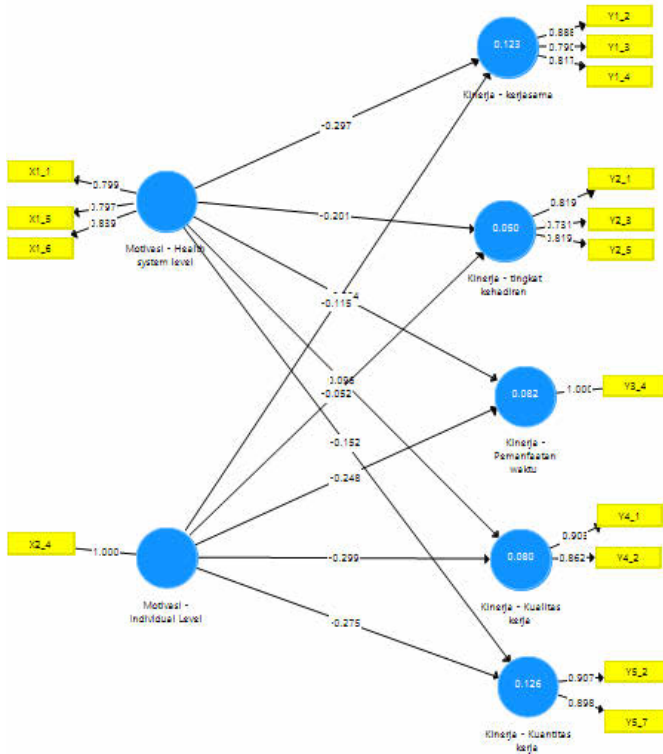 Y1_2
0.123
0.888
0.790
Y1_3
0.811
Y1_4
Kinerja - kerjasama
-0.297
X1_1
0.799
X1_5
X1_6
0.839
Motivasi - Health
system level
-0.201
Y2_1
0.819
0.050
0.731
Y2_3
0.819
Y2_5
Kinerja - tingkat
kehadiran
-0.115
-0.052
0.082
Y3_4
Kinerja -
Pemanfaatan
waktu
-0.152
-0.248
X2_4
1.000
Motivasi -
Individual Level
-0.299
Y4_1
0.903
0.080
0.862
Y4_2
Kinerja - Kualitas
kerja
-0.275
0.126
0.907
Y5_2
0.898
Y5_7
Kinerja - Kuantitas
kerja